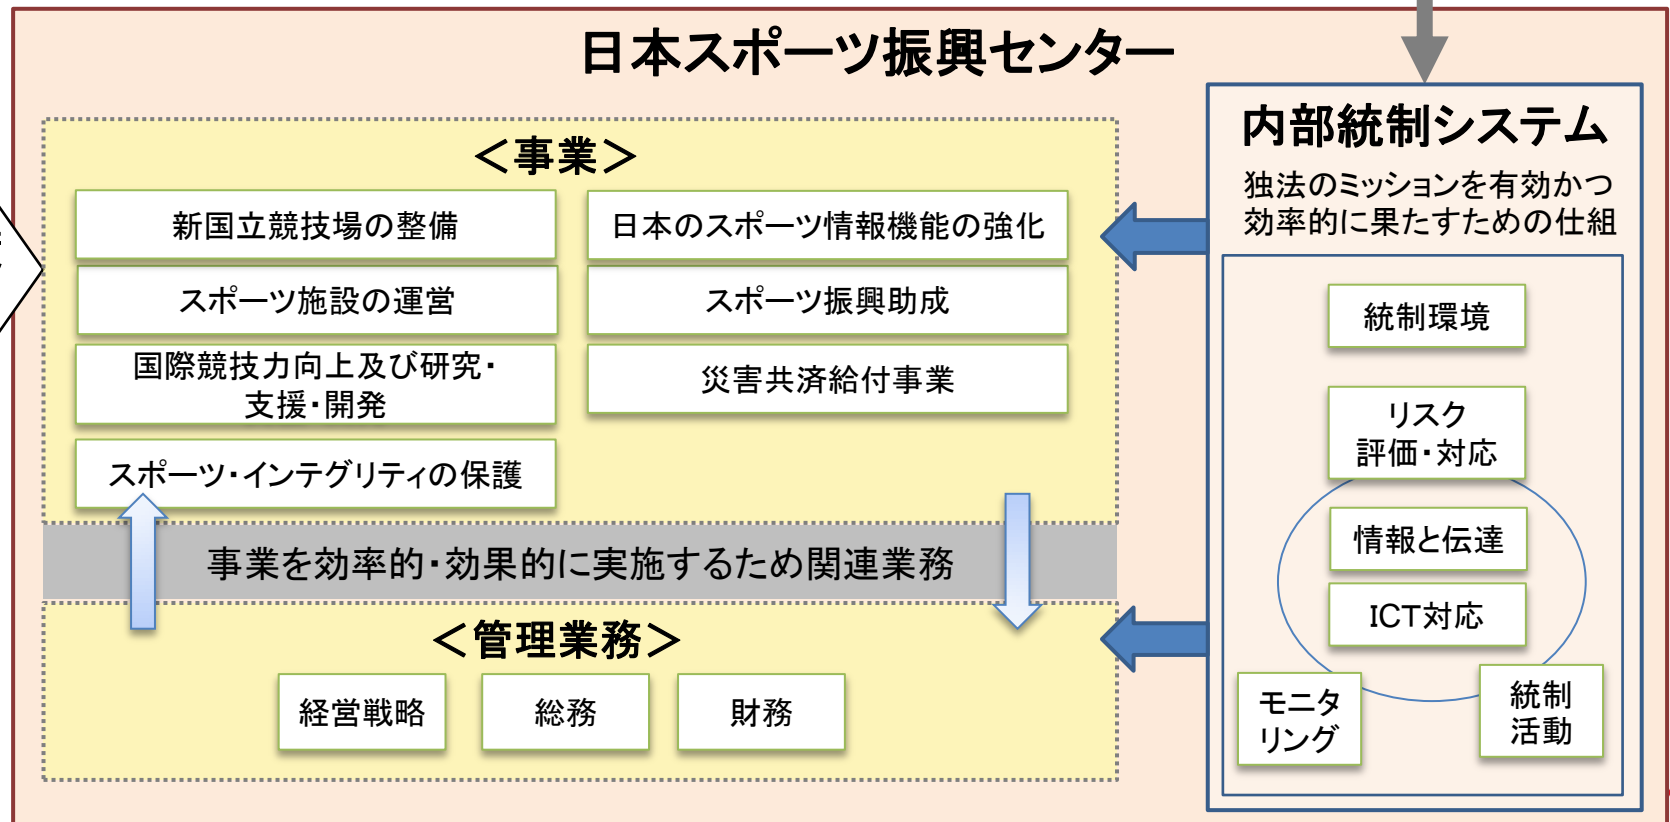 日本スポーツ振興センター
＜事業＞
新国立競技場の整備
日本のスポーツ情報機能の強化
スポーツ施設の運営
スポーツ振興助成
国際競技力向上及び研究・
支援・開発
災害共済給付事業
スポーツ・インテグリティの保護
事業を効率的・効果的に実施するため関連業務
＜管理業務＞
経営戦略
総務
財務
内部統制システム
独法のミッションを有効かつ
効率的に果たすための仕組
統制環境
リスク
評価・対応
情報と伝達
ICT対応
モニタ
リング
統制
活動